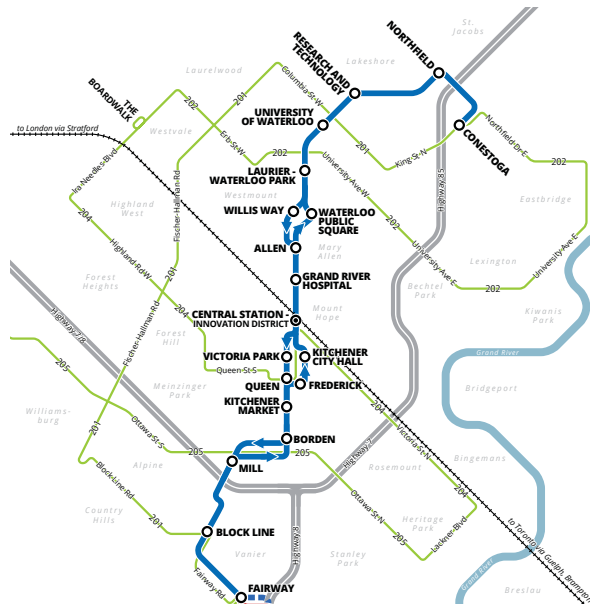 St.
Jacobs
NORTHFIELD
Lakeshore
RESEARCH AND
TECHNOLOGY
Laurelwood
Columbia St W
201
THE
BOARDWALK
202
UNIVERSITY
OF WATERLOO
CONESTOGA
Northfield Dr E
202
to London via Stratford
Westvale
Erb St W
202
201
King St N
University Ave W
Highway 85
Ira Needles Blvd
LAURIER -
WATERLOO PARK
Westmount
Eastbridge
204
Highland
West
Fischer-Hallman Rd
WILLIS WAY
WATERLOO
PUBLIC
SQUARE
202
ALLEN
Mary
Allen
University Ave E
Lexington
University Ave E
Highland Rd W
201
Forest
Heights
GRAND RIVER
HOSPITAL
Bechtel
Park
202
Kiwanis
Park
Highway 7/8
204
Fischer-Hallman Rd
CENTRAL STATION -
INNOVATION DISTRICT
Mount
Hope
Forest
Hill
VICTORIA PARK
KITCHENER
CITY HALL
Grand River
205
Queen St S
Meinzinger
Park
QUEEN
FREDERICK
Bridgeport
Williams-
burg
KITCHENER
MARKET
204
Victoria St N
Ottawa St S
201
BORDEN
205
205
Highway 7
Alpine
MILL
Rosemount
Bingemans
Block Line Rd
Ottawa St N
204
Country
Hills
201
BLOCK LINE
Highway 8
Heritage
Park
Lackner Blvd
to Toronto via Guelph, Brampton
205
Vanier
Stanley
Park
Fairway Rd
FAIRWAY
Grand River
Breslau